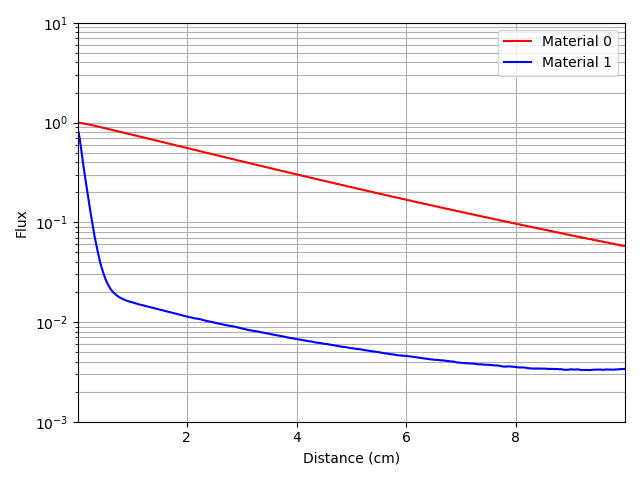 10¹
Material 0
Material 1
10⁰
Flux
10⁻¹
10⁻²
10⁻³
2 4 6 8
Distance (cm)